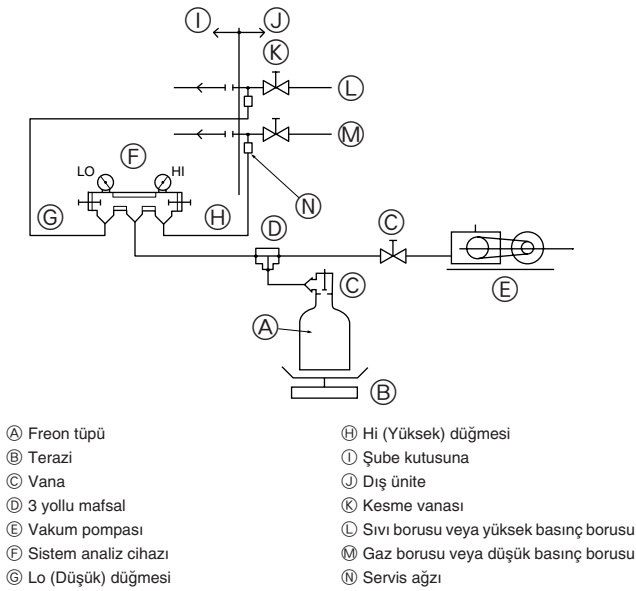 Ⓘ Ⓙ
Ⓚ
Ⓛ
Ⓜ
Ⓕ
LO HI
Ⓝ
Ⓖ Ⓗ
Ⓓ Ⓒ
Ⓒ Ⓔ
Ⓐ
Ⓑ
Ⓐ Freon tüpü
Ⓑ Terazi
Ⓒ Vana
Ⓓ 3 yollu mafsal
Ⓔ Vakum pompası
Ⓕ Sistem analiz cihazı
Ⓖ Lo (Düşük) düğmesi
Ⓗ Hi (Yüksek) düğmesi
Ⓘ Şube kutusuna
Ⓙ Dış ünite
Ⓚ Kesme vanası
Ⓛ Sıvı borusu veya yüksek basınç borusu
Ⓜ Gaz borusu veya düşük basınç borusu
Ⓝ Servis ağzı